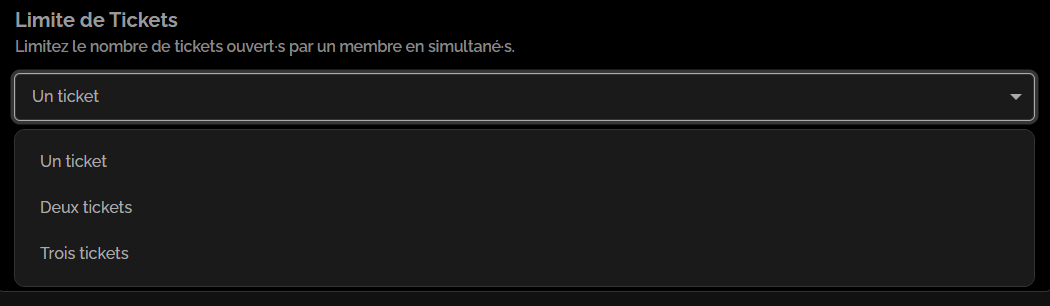 Limite de Tickets
Limitez le nombre de tickets ouvert·s par un membre en simultané·s.
Un ticket
Un ticket
Deux tickets
Trois tickets